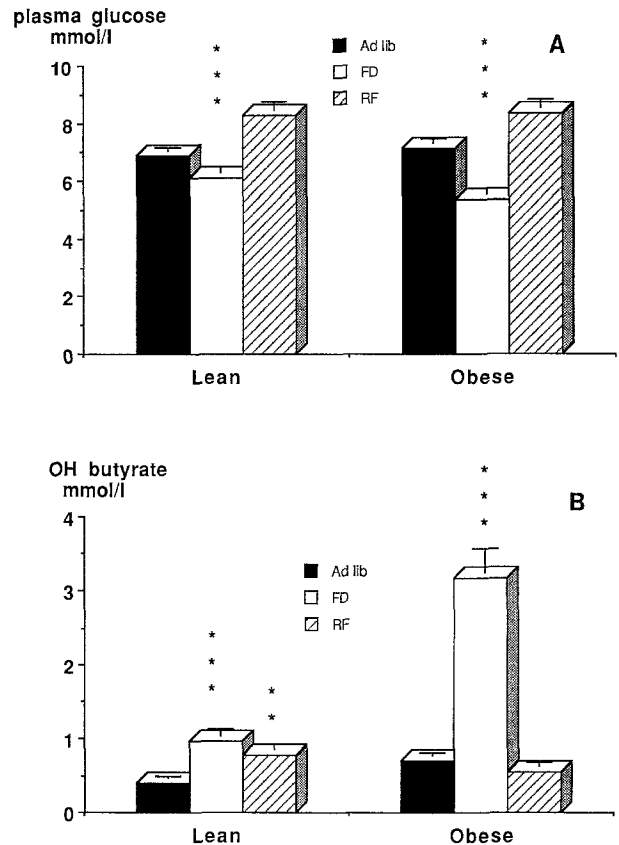 plasma glucose
mmol/l
A
Ad lib
FD
RF
* * *
* * *
10
8
6
4
2
0
Lean
Obese
OH butyrate
mmol/l
B
Ad lib
FD
RF
* * *
* *
* * *
4
3
2
1
0
Lean
Obese